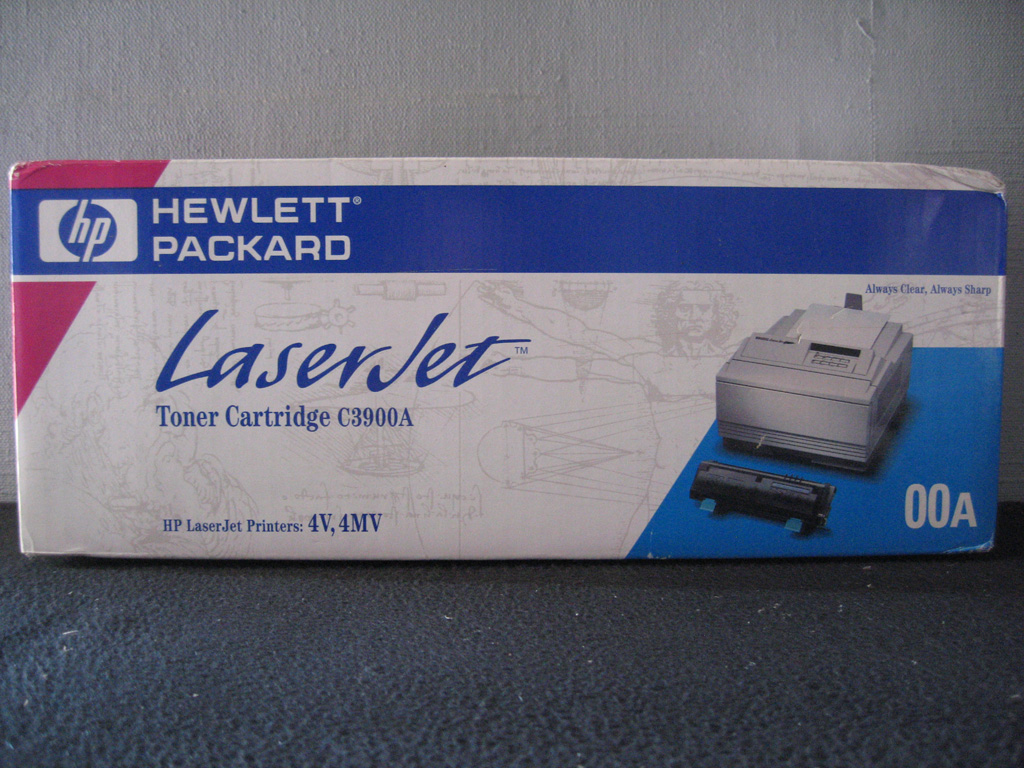 hp
HEWLETT®
PACKARD
Always Clear, Always Sharp
LaserJet™
Toner Cartridge C3900A
HP LaserJet Printers: 4V, 4MV
00A